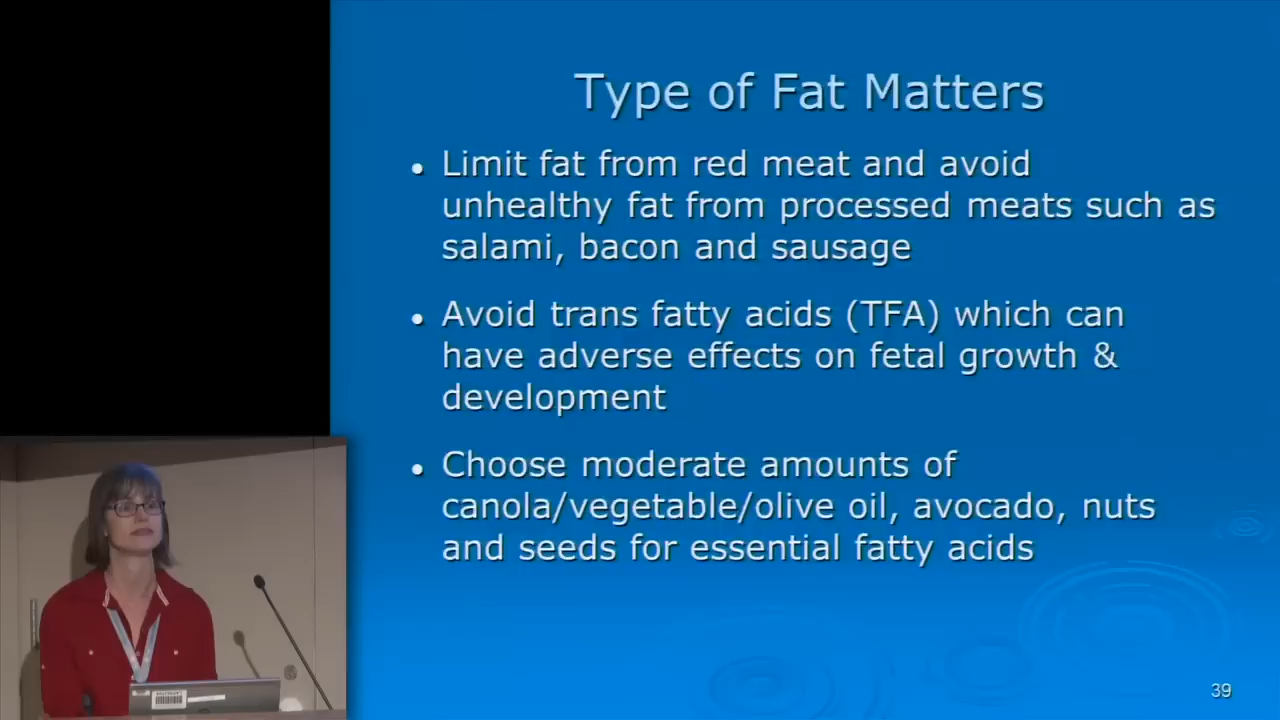 Type of Fat Matters
• Limit fat from red meat and avoid
unhealthy fat from processed meats such as
salami, bacon and sausage
• Avoid trans fatty acids (TFA) which can
have adverse effects on fetal growth &
development
• Choose moderate amounts of
canola/vegetable/olive oil, avocado, nuts
and seeds for essential fatty acids
39